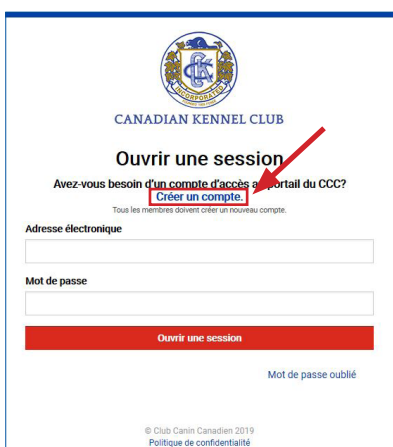 CKC
INCORPORATED
CANADIAN KENNEL CLUB
Ouvrir une session
Avez-vous besoin d'un compte d'accès au portail du CCC?
Créer un compte.
Tous les membres doivent créer un nouveau compte.
Adresse électronique
Mot de passe
Ouvrir une session
Mot de passe oublié
© Club Canin Canadien 2019
Politique de confidentialité